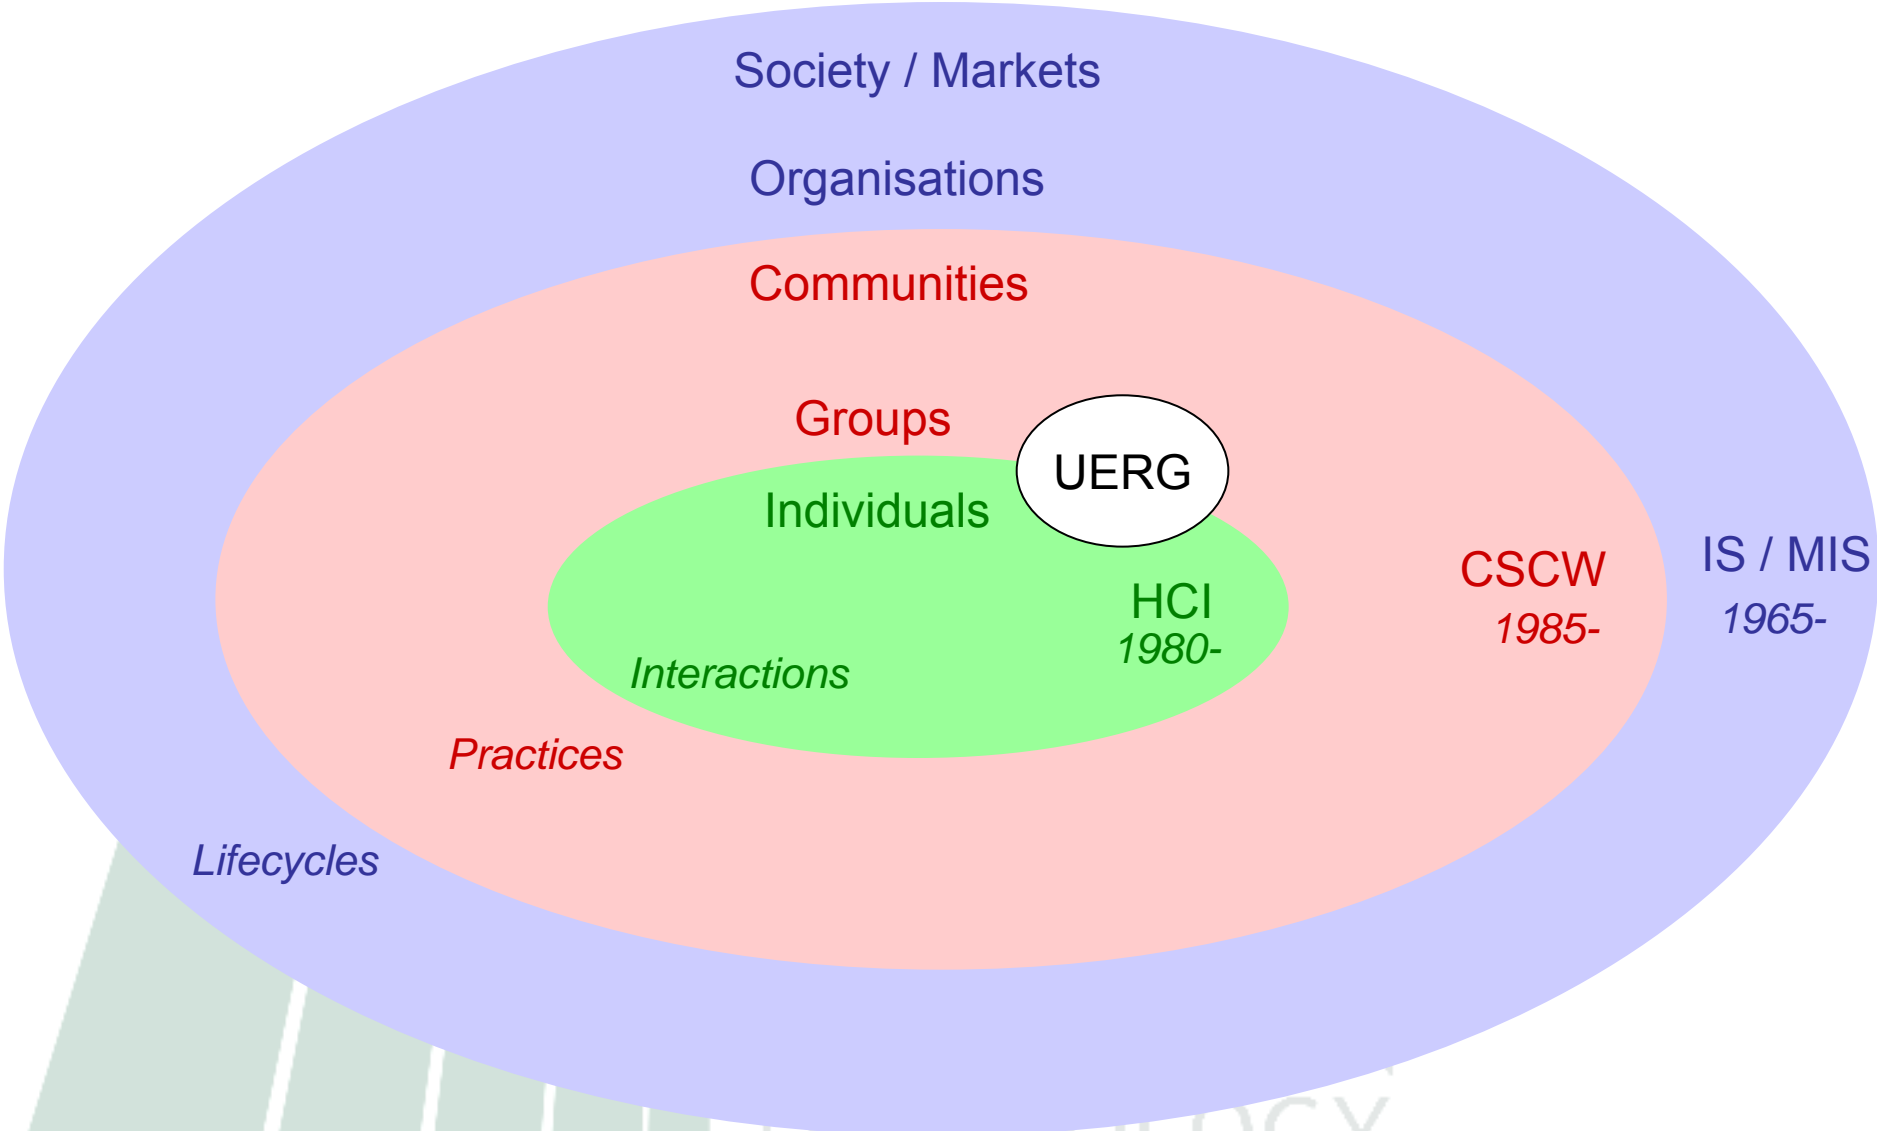 Society / Markets
Organisations
Communities
Groups
UERG
Individuals
IS / MIS
CSCW
HCI
1965-
1985-
1980-
Interactions
Practices
Lifecycles